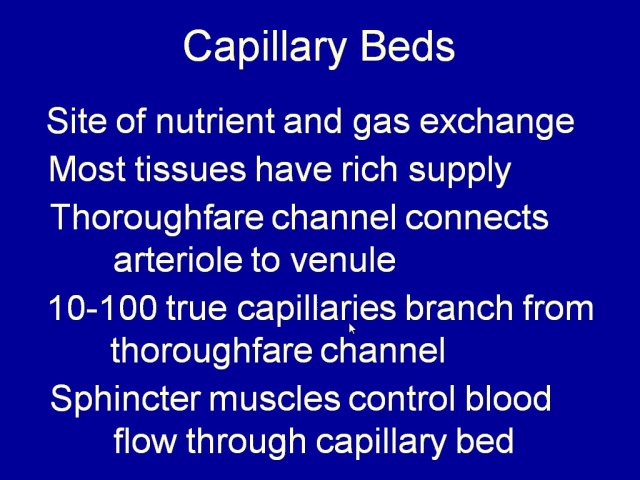 Capillary Beds
Site of nutrient and gas exchange
Most tissues have rich supply
Thoroughfare channel connects
arteriole to venule
10-100 true capillaries branch from
thoroughfare channel
Sphincter muscles control blood
flow through capillary bed